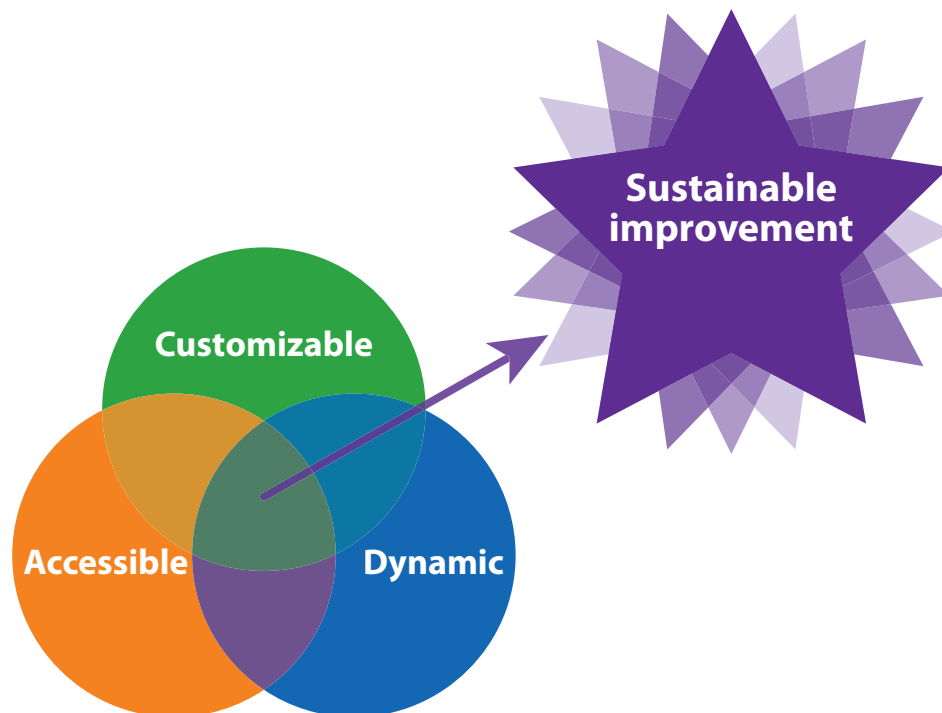 Sustainable
improvement
Customizable
Accessible
Dynamic